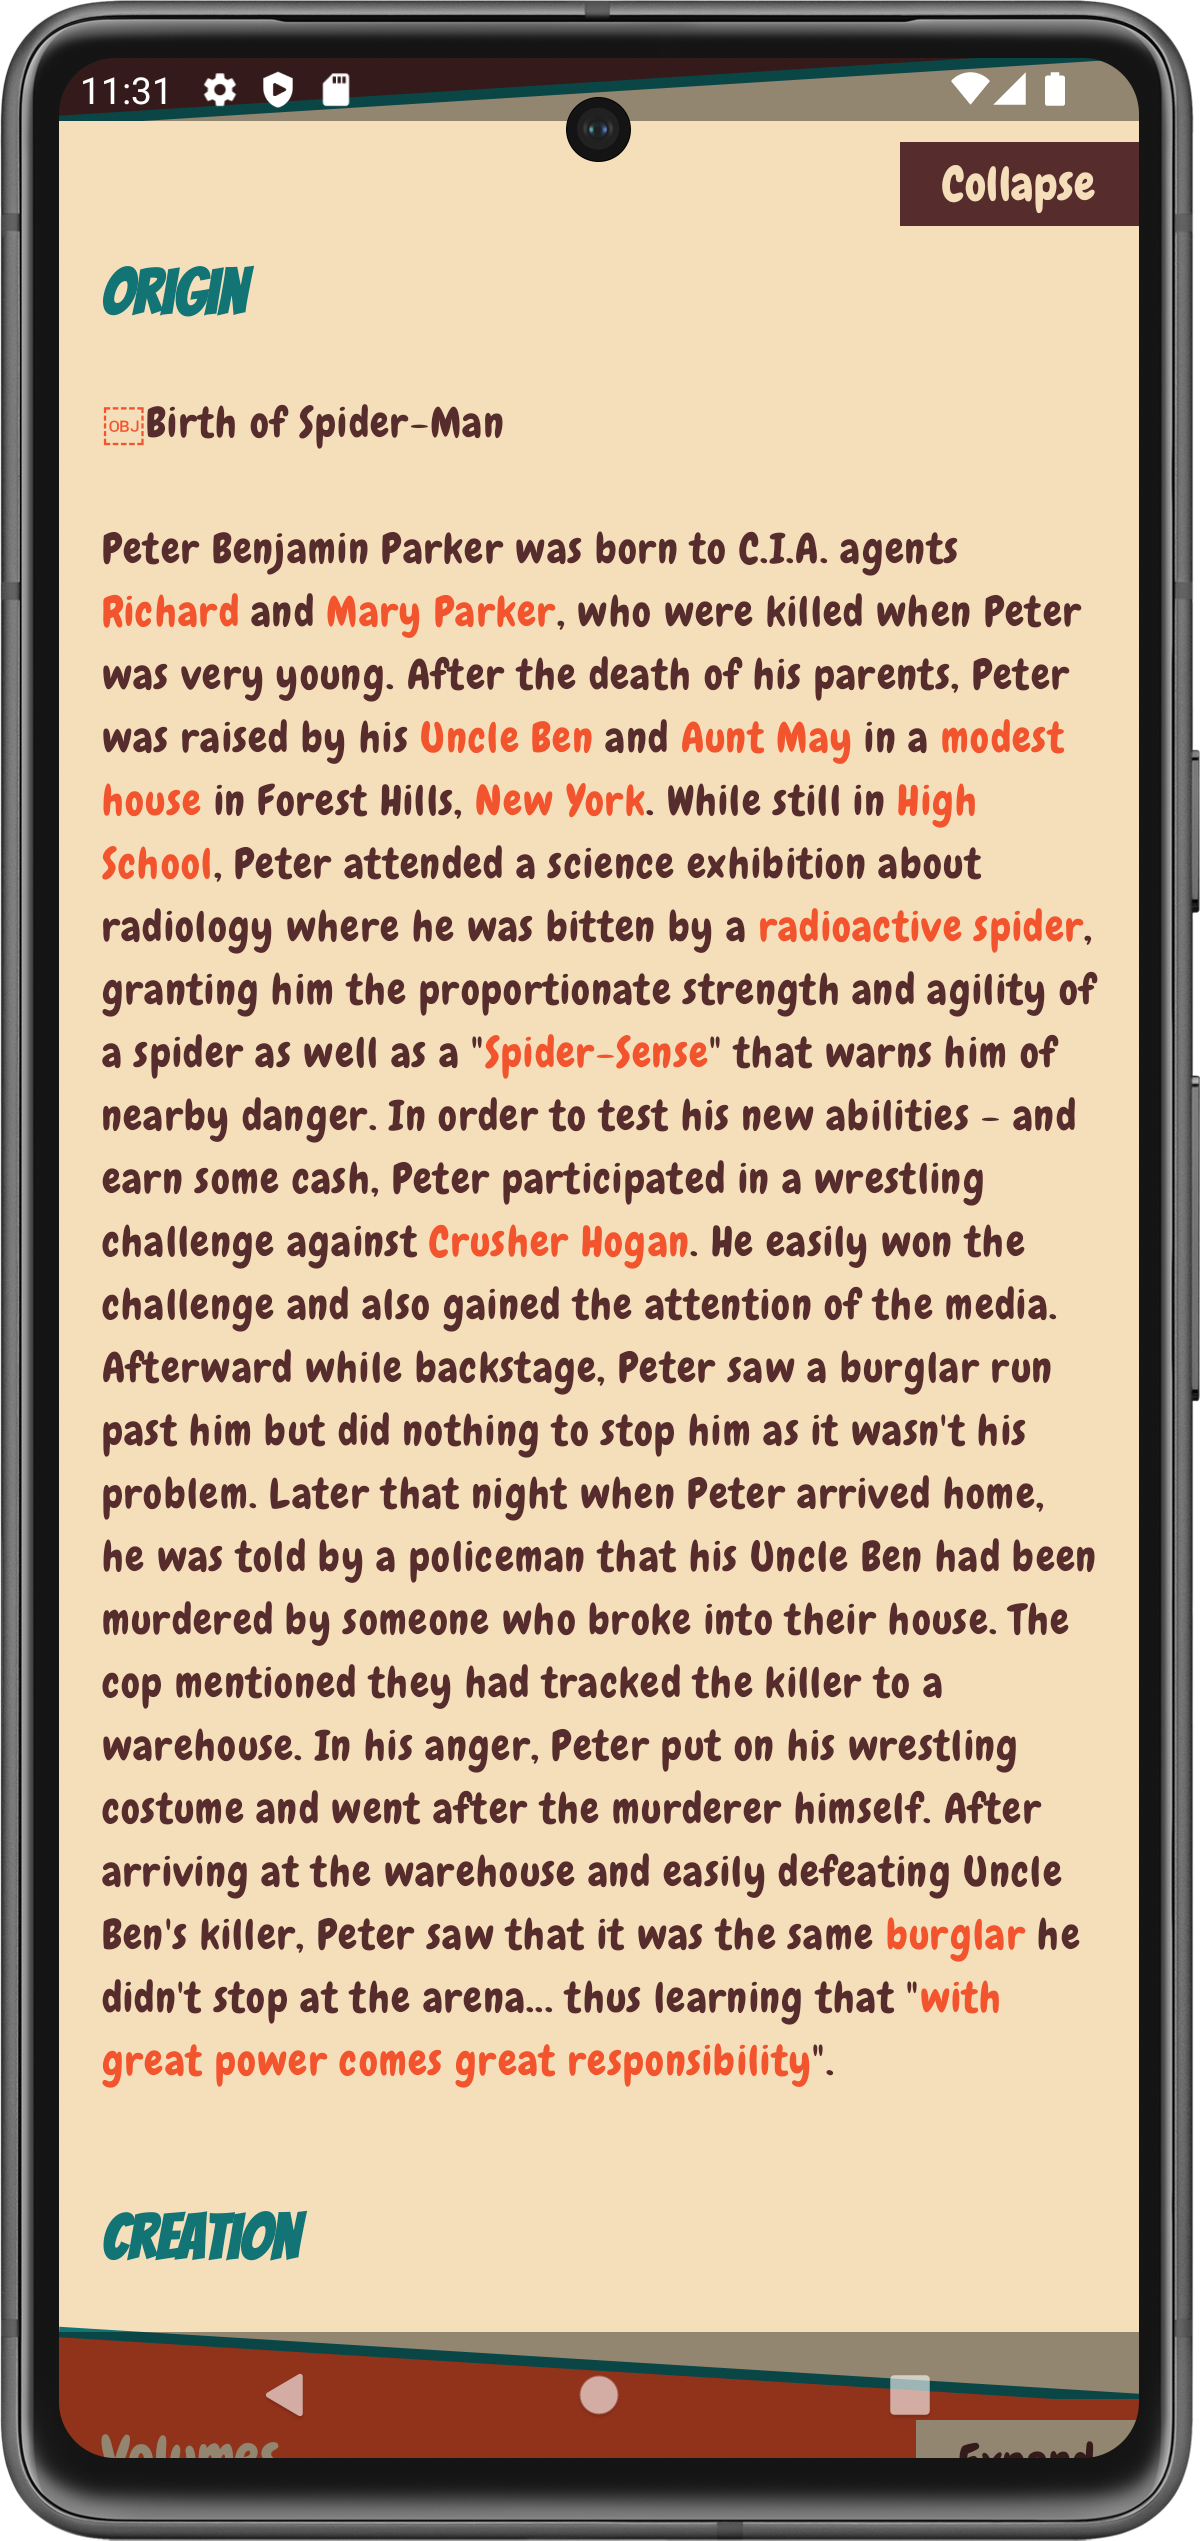 11:31
Collapse
ORIGIN
OBJ Birth of Spider-Man
Peter Benjamin Parker was born to C.I.A. agents
Richard and Mary Parker, who were killed when Peter
was very young. After the death of his parents, Peter
was raised by his Uncle Ben and Aunt May in a modest
house in Forest Hills, New York. While still in High
School, Peter attended a science exhibition about
radiology where he was bitten by a radioactive spider,
granting him the proportionate strength and agility of
a spider as well as a "Spider-Sense" that warns him of
nearby danger. In order to test his new abilities - and
earn some cash, Peter participated in a wrestling
challenge against Crusher Hogan. He easily won the
challenge and also gained the attention of the media.
Afterward while backstage, Peter saw a burglar run
past him but did nothing to stop him as it wasn't his
problem. Later that night when Peter arrived home,
he was told by a policeman that his Uncle Ben had been
murdered by someone who broke into their house. The
cop mentioned they had tracked the killer to a
warehouse. In his anger, Peter put on his wrestling
costume and went after the murderer himself. After
arriving at the warehouse and easily defeating Uncle
Ben's killer, Peter saw that it was the same burglar he
didn't stop at the arena... thus learning that "with
great power comes great responsibility".
CREATION
Volumes
Expand